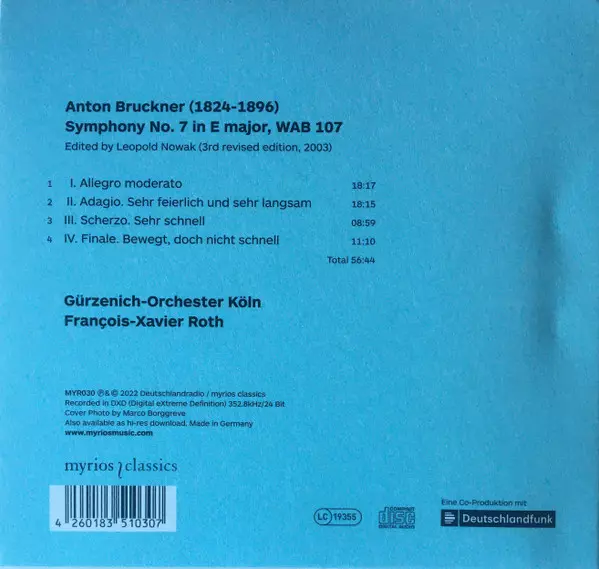 Anton Bruckner (1824-1896)
Symphony No. 7 in E major, WAB 107
Edited by Leopold Nowak (3rd revised edition, 2003)
1 I. Allegro moderato 18:17
2 II. Adagio. Sehr feierlich und sehr langsam 18:15
3 III. Scherzo. Sehr schnell 08:59
4 IV. Finale. Bewegt, doch nicht schnell 11:10
Total 56:44
Gürzenich-Orchester Köln
François-Xavier Roth
MYR030 ℗&© 2022 Deutschlandradio / myrios classics
Recorded in DXD (Digital eXtreme Definition) 352.8kHz/24 Bit
Cover Photo by Marco Borggreve
Also available as hi-res download. Made in Germany
www.myriosmusic.com
myrios classics
4 260183 510307
LC 19355
COMPACT disc DIGITAL AUDIO
Eine Co-Produktion mit
Deutschlandfunk